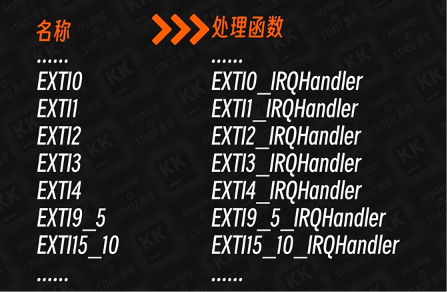 名称 处理函数
...... ......
EXTI0 EXTI0_IRQHandler
EXTI1 EXTI1_IRQHandler
EXTI2 EXTI2_IRQHandler
EXTI3 EXTI3_IRQHandler
EXTI4 EXTI4_IRQHandler
EXTI9_5 EXTI9_5_IRQHandler
EXTI15_10 EXTI15_10_IRQHandler
...... ......